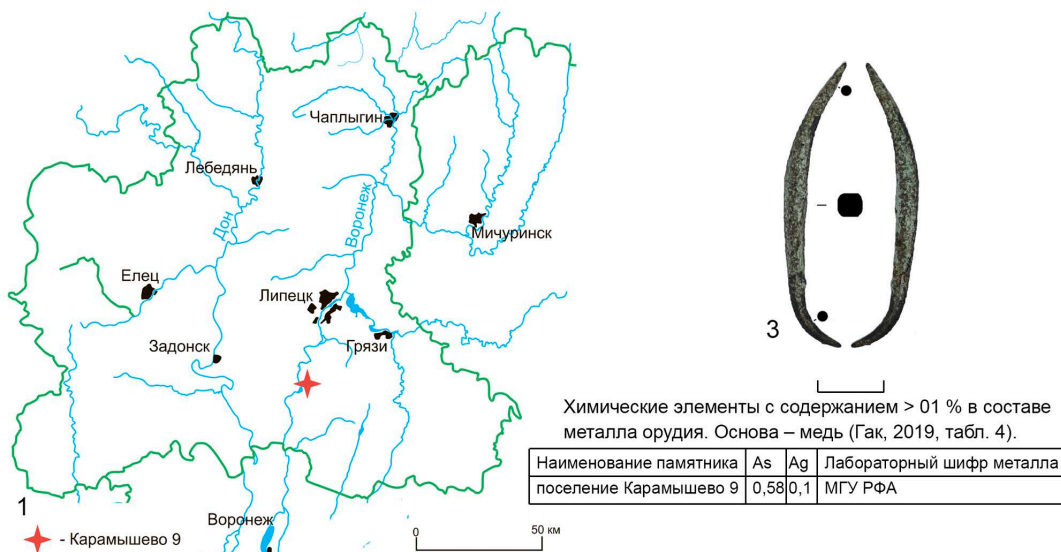 Чаплыгин
Лебедянь
Дон
Воронеж
Мичуринск
Елец
Липецк
Грязи
Задонск
1
- Карамышево 9
Воронеж
0 50 км
3
Химические элементы с содержанием > 01 % в составе
металла орудия. Основа – медь (Гак, 2019, табл. 4).
Наименование памятника As Ag Лабораторный шифр металла
поселение Карамышево 9 0,58 0,1 МГУ РФА